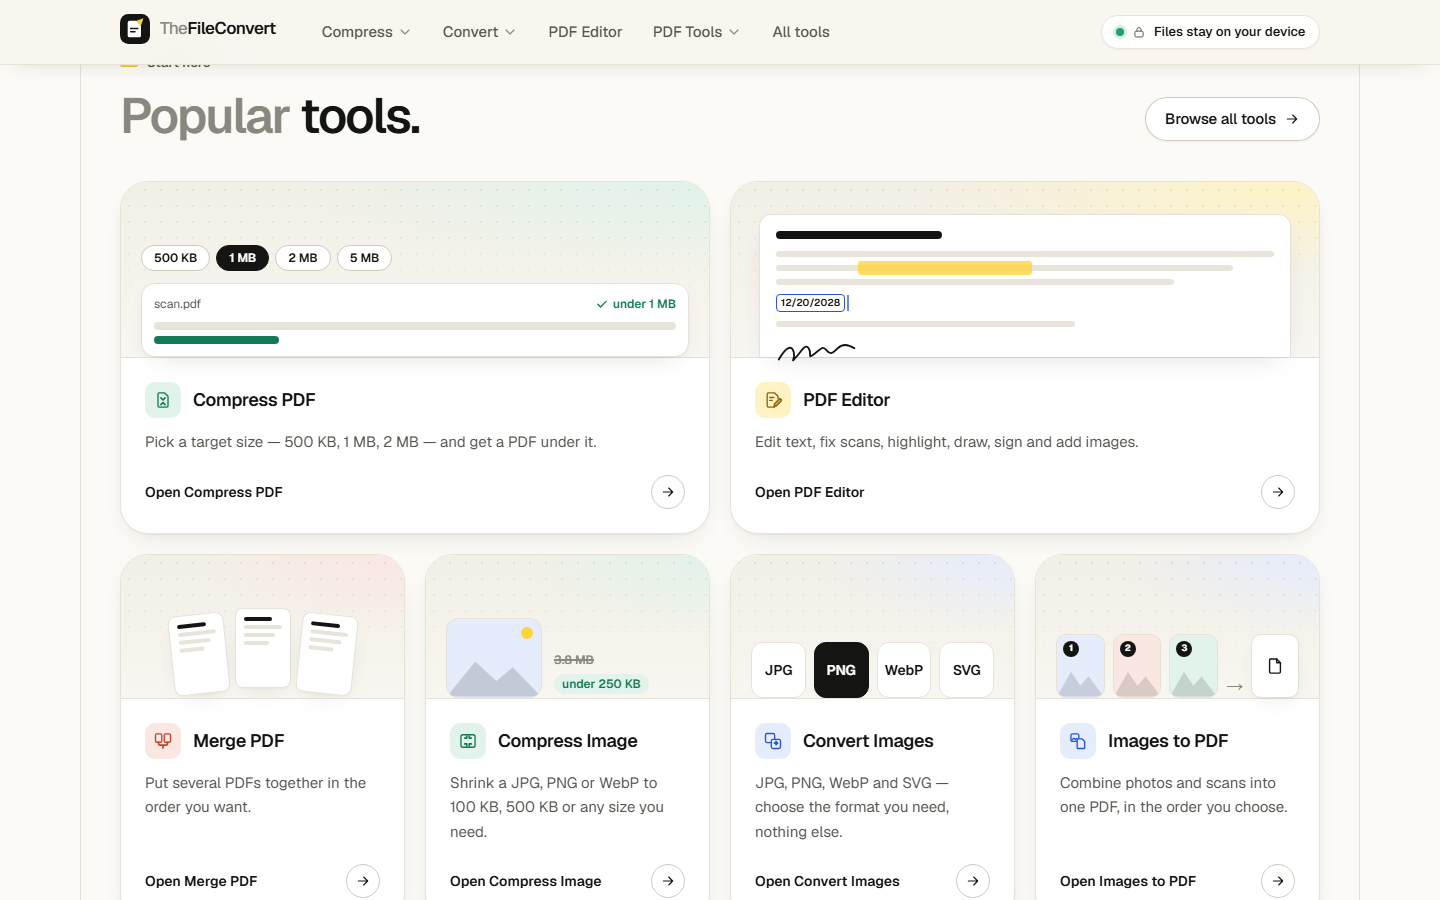 TheFileConvert
Compress
Convert
PDF Editor
PDF Tools
All tools
Files stay on your device
Start here
Popular tools.
Browse all tools
500 KB
1 MB
2 MB
5 MB
scan.pdf
under 1 MB
12/20/2028
Compress PDF
Pick a target size — 500 KB, 1 MB, 2 MB — and get a PDF under it.
Open Compress PDF
PDF Editor
Edit text, fix scans, highlight, draw, sign and add images.
Open PDF Editor
Merge PDF
Put several PDFs together in the
order you want.
Open Merge PDF
3.8 MB
under 250 KB
Compress Image
Shrink a JPG, PNG or WebP to
100 KB, 500 KB or any size you
need.
Open Compress Image
JPG
PNG
WebP
SVG
Convert Images
JPG, PNG, WebP and SVG —
choose the format you need,
nothing else.
Open Convert Images
1
2
3
Images to PDF
Combine photos and scans into
one PDF, in the order you choose.
Open Images to PDF